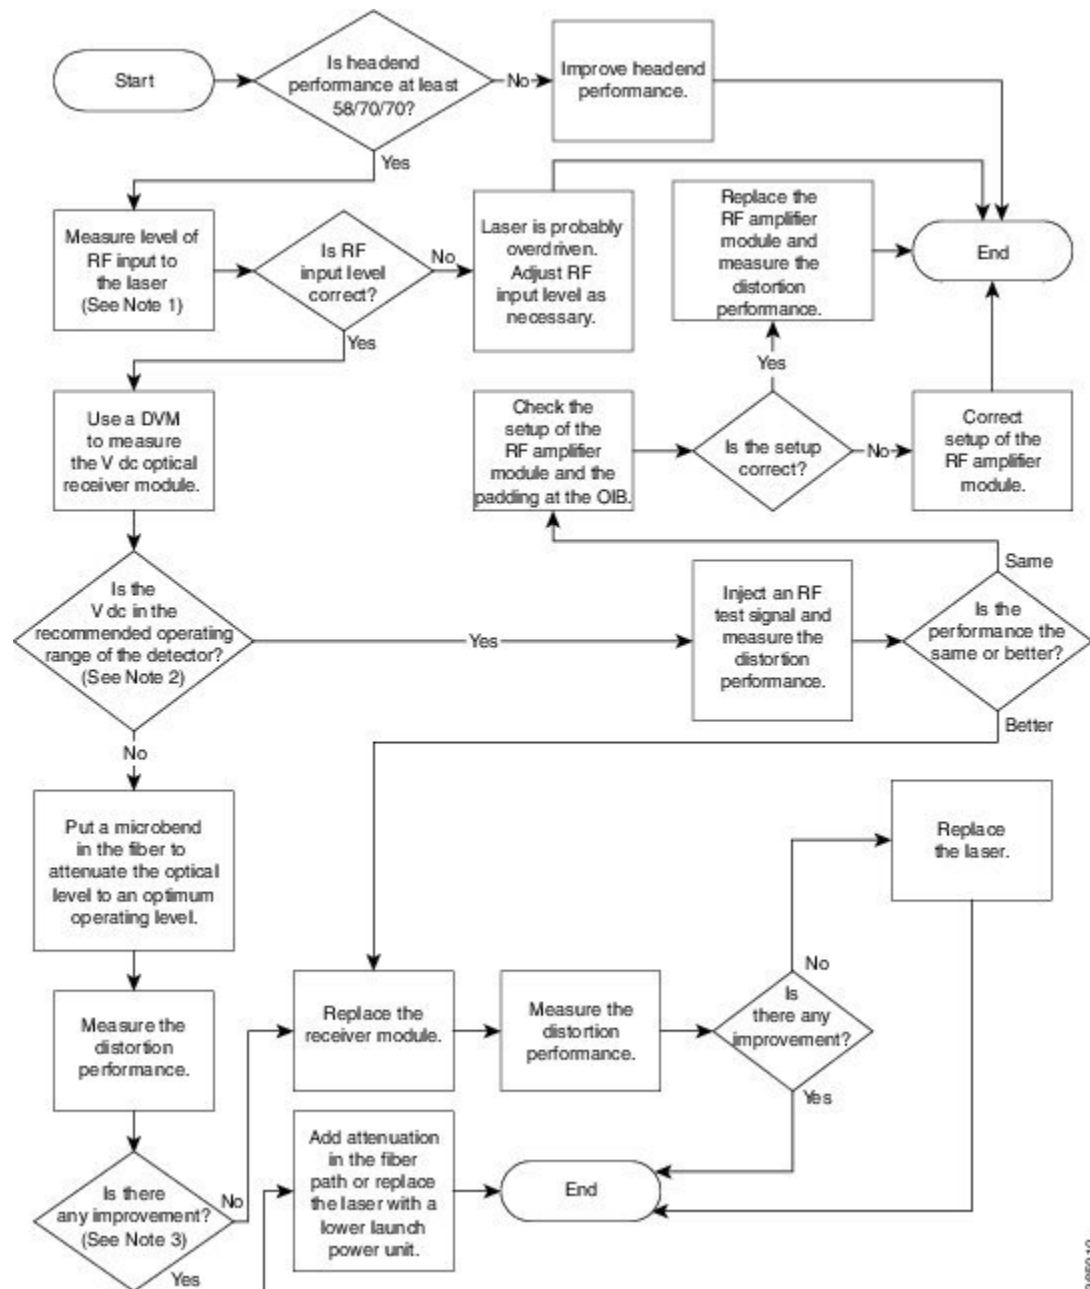 Start
Is headend
performance at least
58/70/70?
No
Improve headend
performance.
Yes
Measure level of
RF input to
the laser
(See Note 1)
Is RF
input level
correct?
No
Laser is probably
overdriven.
Adjust RF
input level as
necessary.
Replace the
RF amplifier
module and
measure the
distortion
performance.
End
Yes
Yes
Use a DVM
to measure
the V dc optical
receiver module.
Check the
setup of the
RF amplifier
module and the
padding at the OIB.
Is the setup
correct?
No
Correct
setup of the
RF amplifier
module.
Same
Is the
V dc in the
recommended operating
range of the detector?
(See Note 2)
Yes
Inject an RF
test signal and
measure the
distortion
performance.
Is the
performance the
same or better?
Better
No
Put a microbend
in the fiber to
attenuate the optical
level to an optimum
operating level.
Replace
the laser.
No
Measure the
distortion
performance.
Replace the
receiver module.
Measure the
distortion
performance.
Is
there any
improvement?
Yes
Is there
any improvement?
(See Note 3)
No
Add attenuation
in the fiber
path or replace
the laser with a
lower launch
power unit.
End
Yes